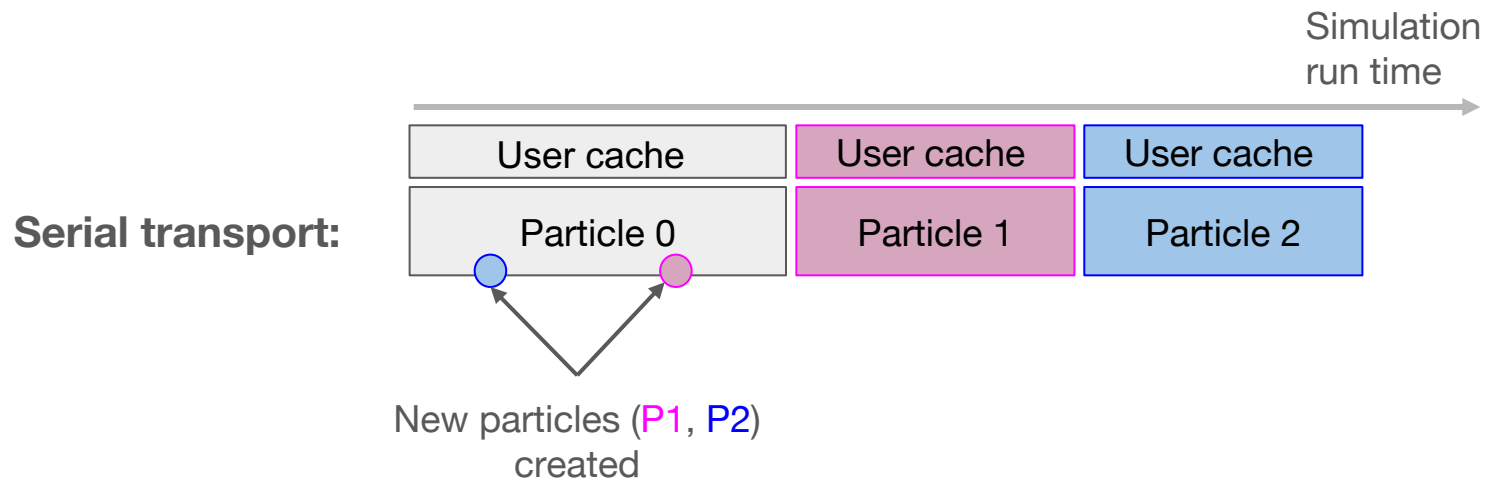 Simulation
run time
User cache
User cache
User cache
Serial transport:
Particle 0
Particle 1
Particle 2
New particles (P1, P2)
created